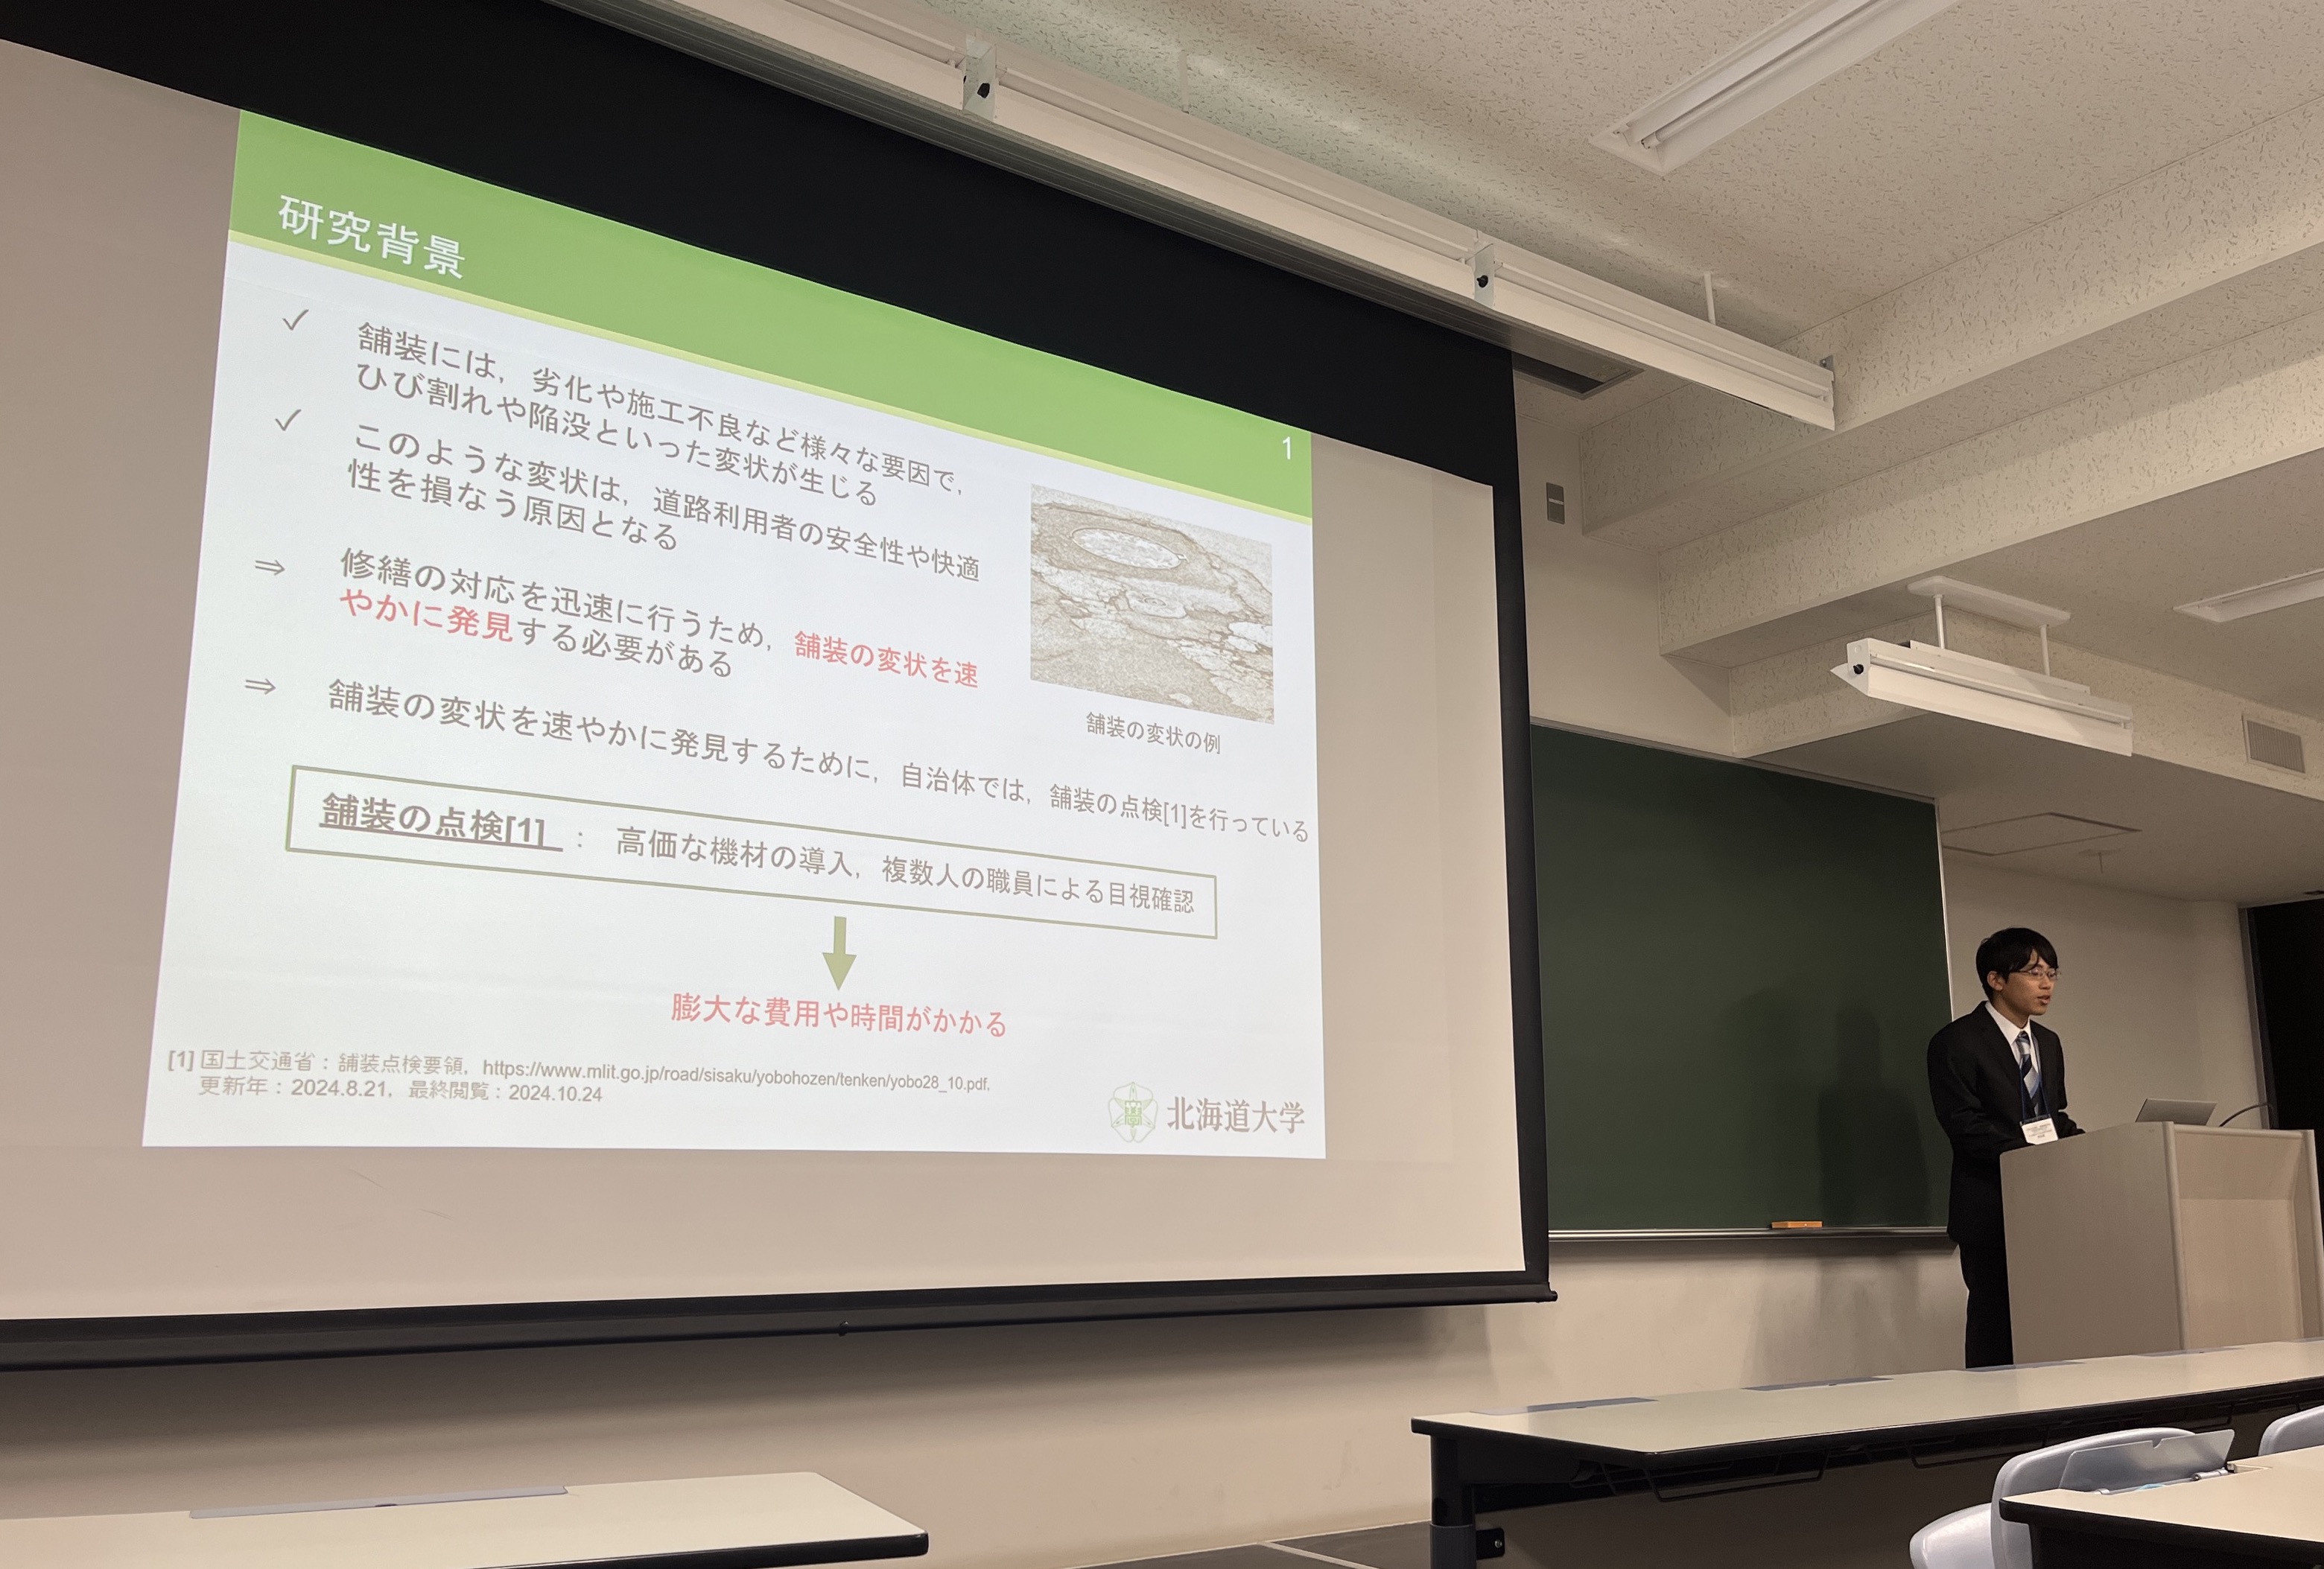 研究背景
1
✓ 舗装には，劣化や施工不良など様々な要因で，
ひび割れや陥没といった変状が生じる
✓ このような変状は，道路利用者の安全性や快適
性を損なう原因となる
⇒ 修繕の対応を迅速に行うため，舗装の変状を速
やかに発見する必要がある
舗装の変状の例
⇒ 舗装の変状を速やかに発見するために，自治体では，舗装の点検[1]を行っている
舗装の点検[1] ： 高価な機材の導入，複数人の職員による目視確認
膨大な費用や時間がかかる
[1] 国土交通省：舗装点検要領，https://www.mlit.go.jp/road/sisaku/yobohozen/tenken/yobo28_10.pdf.
更新年：2024.8.21，最終閲覧：2024.10.24
北海道大学